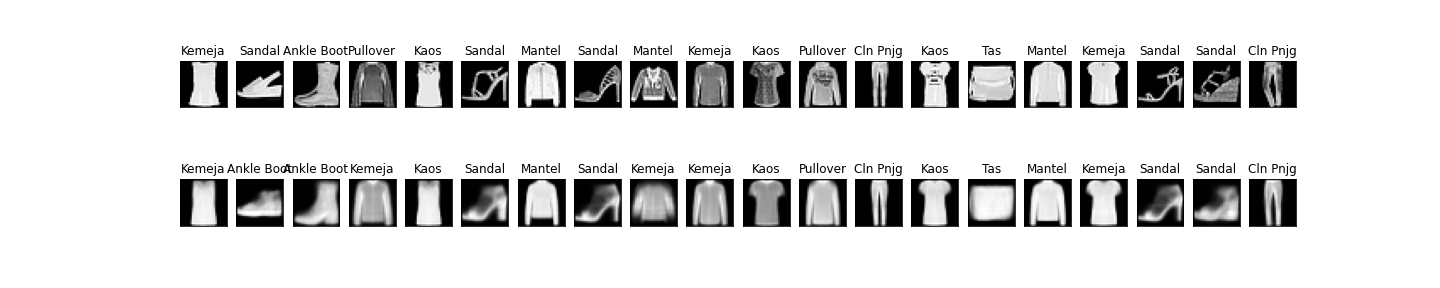 Kemeja Sandal Ankle Boot Pullover Kaos Sandal Mantel Sandal Mantel Kemeja Kaos Pullover Cln Pnjg Kaos Tas Mantel Kemeja Sandal Sandal Cln Pnjg
Kemeja Ankle Boot Ankle Boot Kemeja Kaos Sandal Mantel Sandal Kemeja Kemeja Kaos Pullover Cln Pnjg Kaos Tas Mantel Kemeja Sandal Sandal Cln Pnjg